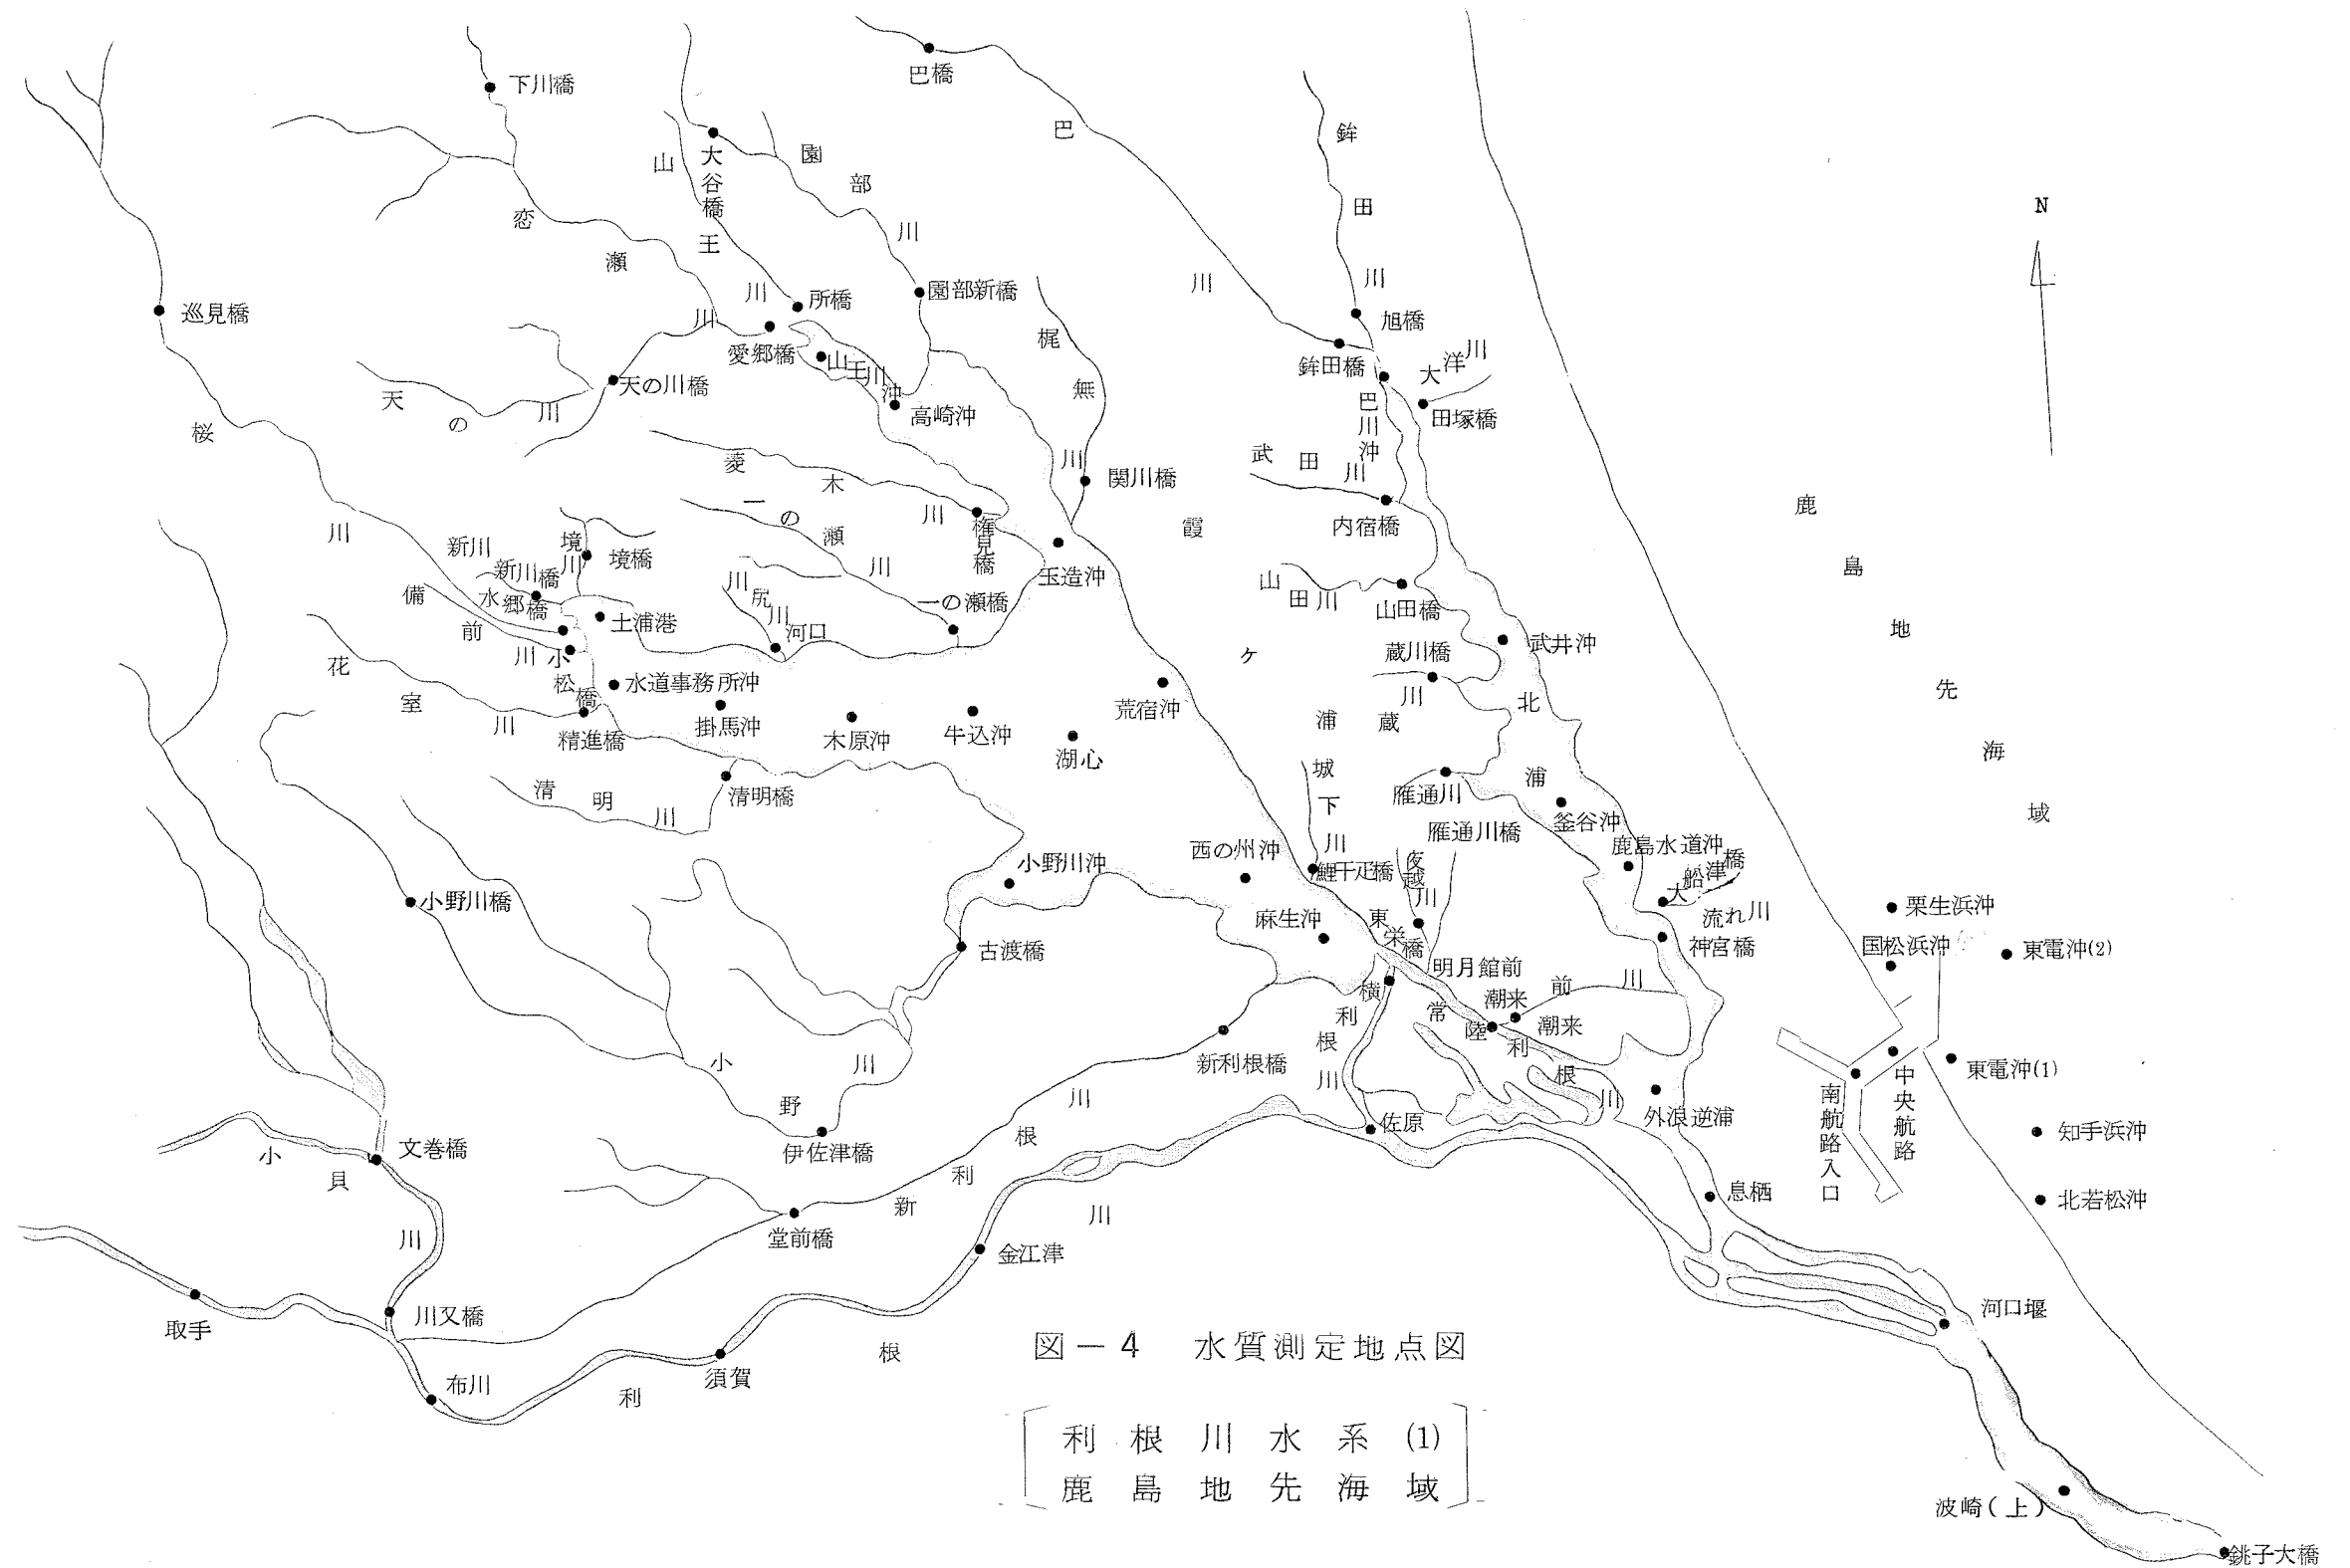 下川橋
巴橋
大谷橋
園部川
山王川
巴川
鉾田川
N
恋瀬川
巡見橋
所橋
園部新橋
愛郷橋
山王川沖
高崎沖
天の川橋
天の川
旭橋
鉾田橋
大洋川
田塚橋
巴川沖
梶無川
関川橋
桜川
菱木川
権見橋
一の瀬川
一の瀬橋
玉造沖
武田川
内宿橋
山田川
山田橋
武井沖
蔵川橋
蔵川
新川
新川橋
境川
境橋
水郷橋
土浦港
備前川
小松橋
川尻川
河口
花室川
精進橋
水道事務所沖
掛馬沖
木原沖
牛込沖
湖心
荒宿沖
霞ヶ浦
北浦
城下川
雁通川
雁通川橋
釜谷沖
鹿島水道沖
大船津橋
流れ川
神宮橋
清明川
清明橋
小野川沖
西の州沖
鯉干疋橋
夜越川
麻生沖
東栄橋
明月館前
潮来
前川
潮来
常陸利根川
横利根川
小野川橋
古渡橋
小野川
伊佐津橋
新利根橋
新利根川
堂前橋
佐原
外浪逆浦
息栖
鹿島地先海域
栗生浜沖
国松浜沖
東電沖(2)
東電沖(1)
中央航路
南航路入口
知手浜沖
北若松沖
文巻橋
小貝川
川又橋
取手
布川
須賀
金江津
利根川
河口堰
波崎(上)
銚子大橋
図－4 水質測定地点図
利根川水系(1)
鹿島地先海域